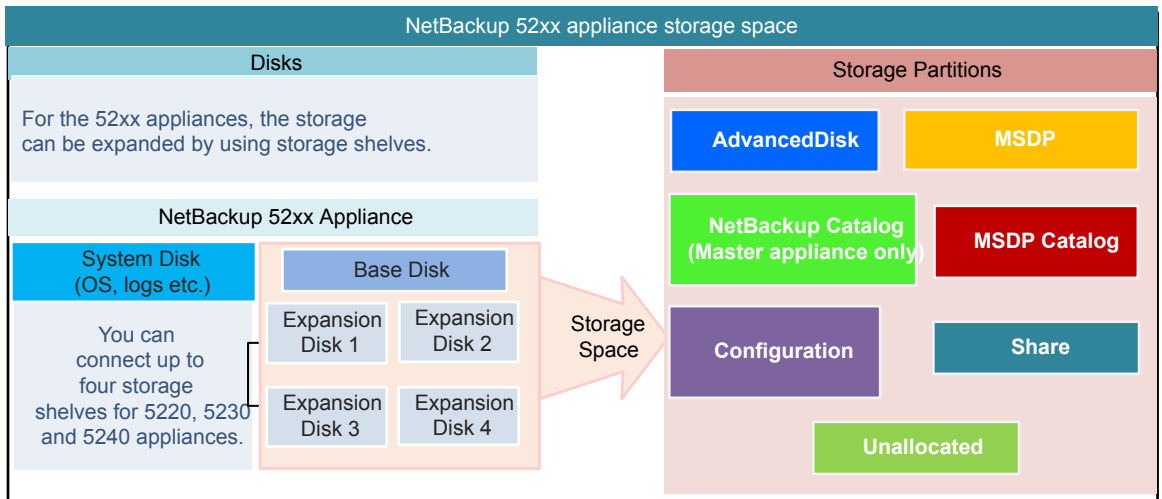 NetBackup 52xx appliance storage space
Disks
For the 52xx appliances, the storage
can be expanded by using storage shelves.
NetBackup 52xx Appliance
System Disk
(OS, logs etc.)
You can
connect up to
four storage
shelves for 5220, 5230
and 5240 appliances.
Base Disk
Expansion
Disk 1
Expansion
Disk 2
Expansion
Disk 3
Expansion
Disk 4
Storage
Space
Storage Partitions
AdvancedDisk
MSDP
NetBackup Catalog
(Master appliance only)
MSDP Catalog
Configuration
Share
Unallocated